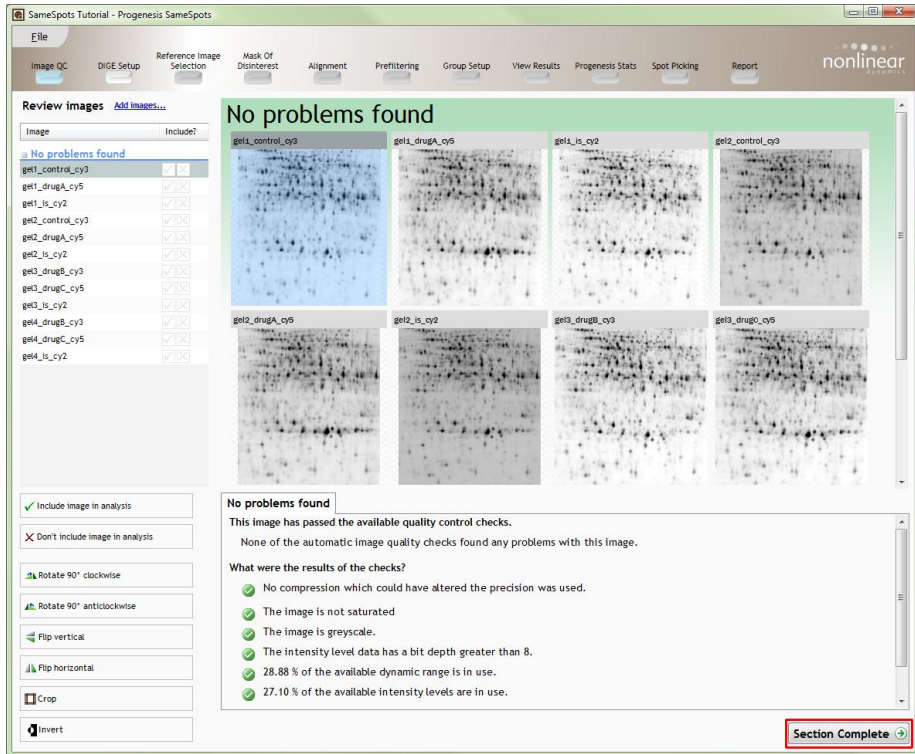 SameSpots Tutorial - Progenesis SameSpots
File
Image QC
DIGE Setup
Reference Image Selection
Mask Of Disinterest
Alignment
Prefiltering
Group Setup
View Results
Progenesis Stats
Spot Picking
Report
nonlinear
dynamics
Review images Add images...
Image Include?
No problems found
gel1_control_cy3
gel1_drugA_cy5
gel1_is_cy2
gel2_control_cy3
gel2_drugA_cy5
gel2_is_cy2
gel3_drugB_cy3
gel3_drugC_cy5
gel3_is_cy2
gel4_drugB_cy3
gel4_drugC_cy5
gel4_is_cy2
No problems found
gel1_control_cy3
gel1_drugA_cy5
gel1_is_cy2
gel2_control_cy3
gel2_drugA_cy5
gel2_is_cy2
gel3_drugB_cy3
gel3_drugC_cy5
Include image in analysis
Don't include image in analysis
Rotate 90° clockwise
Rotate 90° anticlockwise
Flip vertical
Flip horizontal
Crop
Invert
No problems found
This image has passed the available quality control checks.
None of the automatic image quality checks found any problems with this image.
What were the results of the checks?
No compression which could have altered the precision was used.
The image is not saturated
The image is greyscale.
The intensity level data has a bit depth greater than 8.
28.88 % of the available dynamic range is in use.
27.10 % of the available intensity levels are in use.
Section Complete